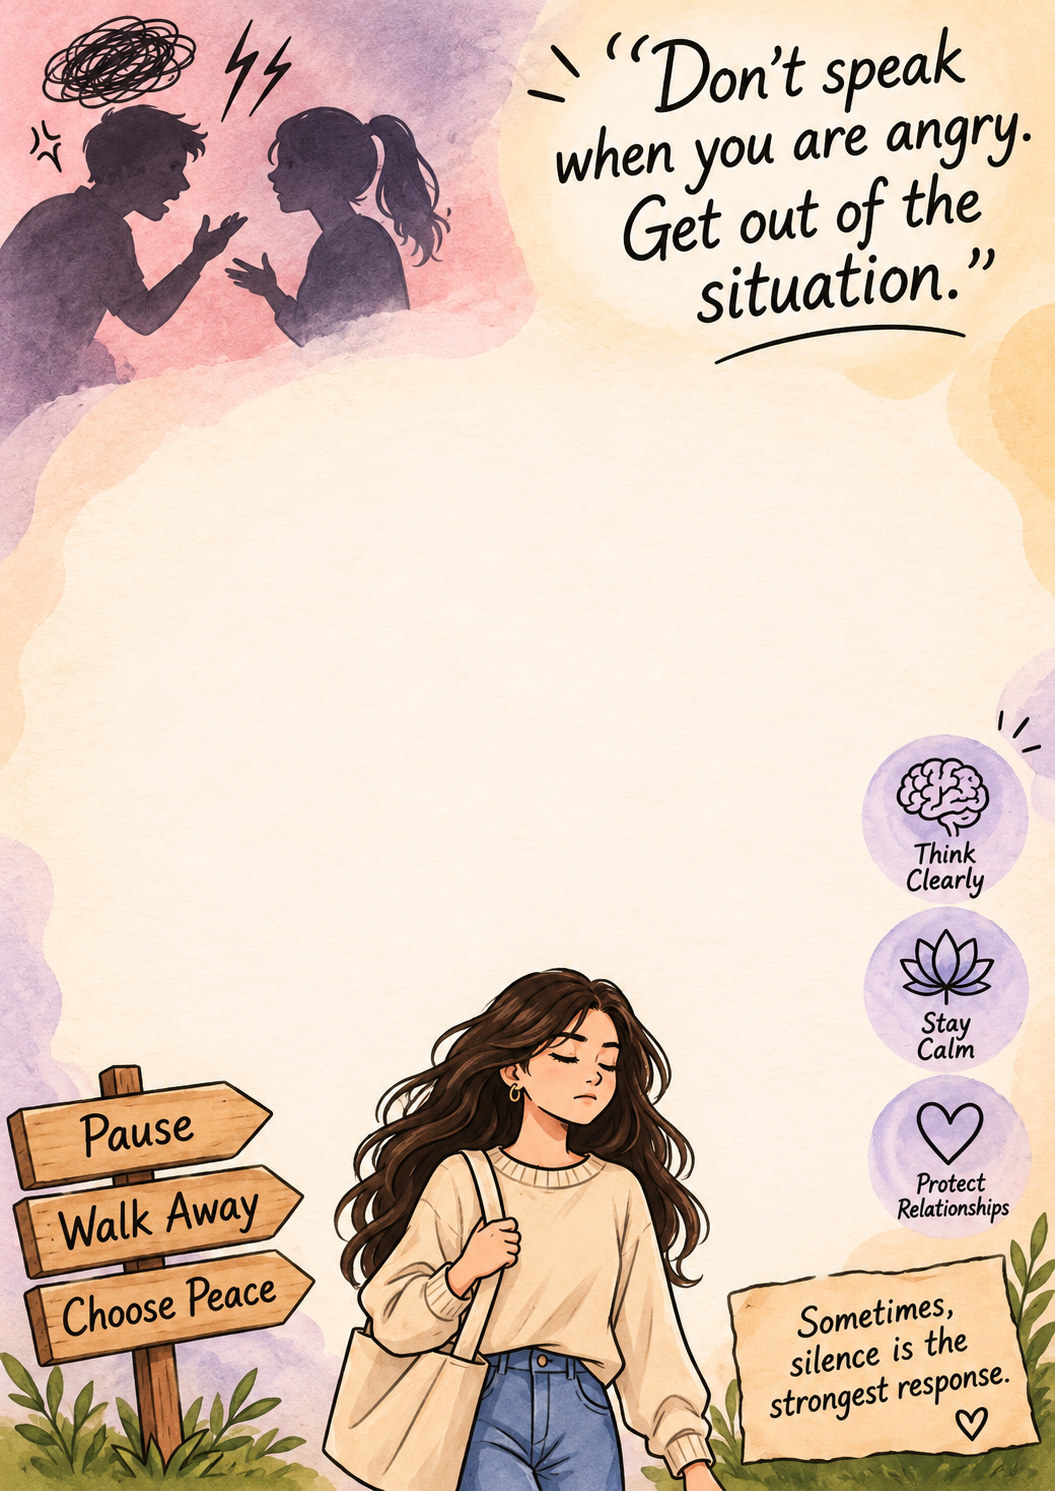 “Don’t speak
when you are angry.
Get out of the
situation.”
Think
Clearly
Stay
Calm
Protect
Relationships
Pause
Walk Away
Choose Peace
Sometimes,
silence is the
strongest response.